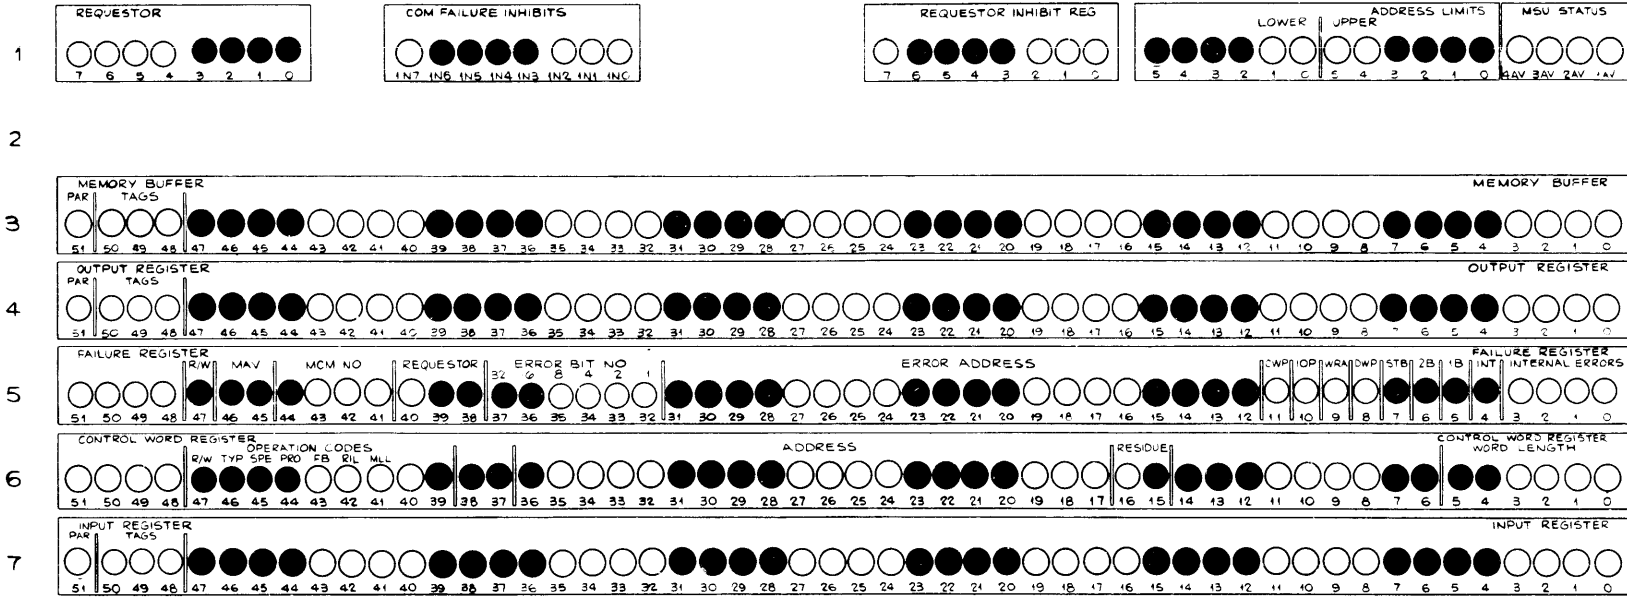 REQUESTOR COM FAILURE INHIBITS REQUESTOR INHIBIT REG ADDRESS LIMITS MSU STATUS
LOWER UPPER
1
7 6 5 4 3 2 1 0 IN7 IN6 IN5 IN4 IN3 IN2 IN1 IN0 7 6 5 4 3 2 1 0 5 4 3 2 1 0 5 4 3 2 1 0 4AV 3AV 2AV 1AV
2
MEMORY BUFFER MEMORY BUFFER
PAR TAGS
3
51 50 49 48 47 46 45 44 43 42 41 40 39 38 37 36 35 34 33 32 31 30 29 28 27 26 25 24 23 22 21 20 19 18 17 16 15 14 13 12 11 10 9 8 7 6 5 4 3 2 1 0
OUTPUT REGISTER OUTPUT REGISTER
PAR TAGS
4
51 50 49 48 47 46 45 44 43 42 41 40 39 38 37 36 35 34 33 32 31 30 29 28 27 26 25 24 23 22 21 20 19 18 17 16 15 14 13 12 11 10 9 8 7 6 5 4 3 2 1 0
FAILURE REGISTER FAILURE REGISTER
R/W MAV MCM NO REQUESTOR ERROR BIT NO ERROR ADDRESS CWP IOP WRA DWP STB 2B 1B INT INTERNAL ERRORS
32 6 8 4 2 1
5
51 50 49 48 47 46 45 44 43 42 41 40 39 38 37 36 35 34 33 32 31 30 29 28 27 26 25 24 23 22 21 20 19 18 17 16 15 14 13 12 11 10 9 8 7 6 5 4 3 2 1 0
CONTROL WORD REGISTER CONTROL WORD REGISTER
OPERATION CODES ADDRESS RESIDUE WORD LENGTH
R/W TYP SPE PRO FB RIL MLL
6
51 50 49 48 47 46 45 44 43 42 41 40 39 38 37 36 35 34 33 32 31 30 29 28 27 26 25 24 23 22 21 20 19 18 17 16 15 14 13 12 11 10 9 8 7 6 5 4 3 2 1 0
INPUT REGISTER INPUT REGISTER
PAR TAGS
7
51 50 49 48 47 46 45 44 43 42 41 40 39 38 37 36 35 34 33 32 31 30 29 28 27 26 25 24 23 22 21 20 19 18 17 16 15 14 13 12 11 10 9 8 7 6 5 4 3 2 1 0